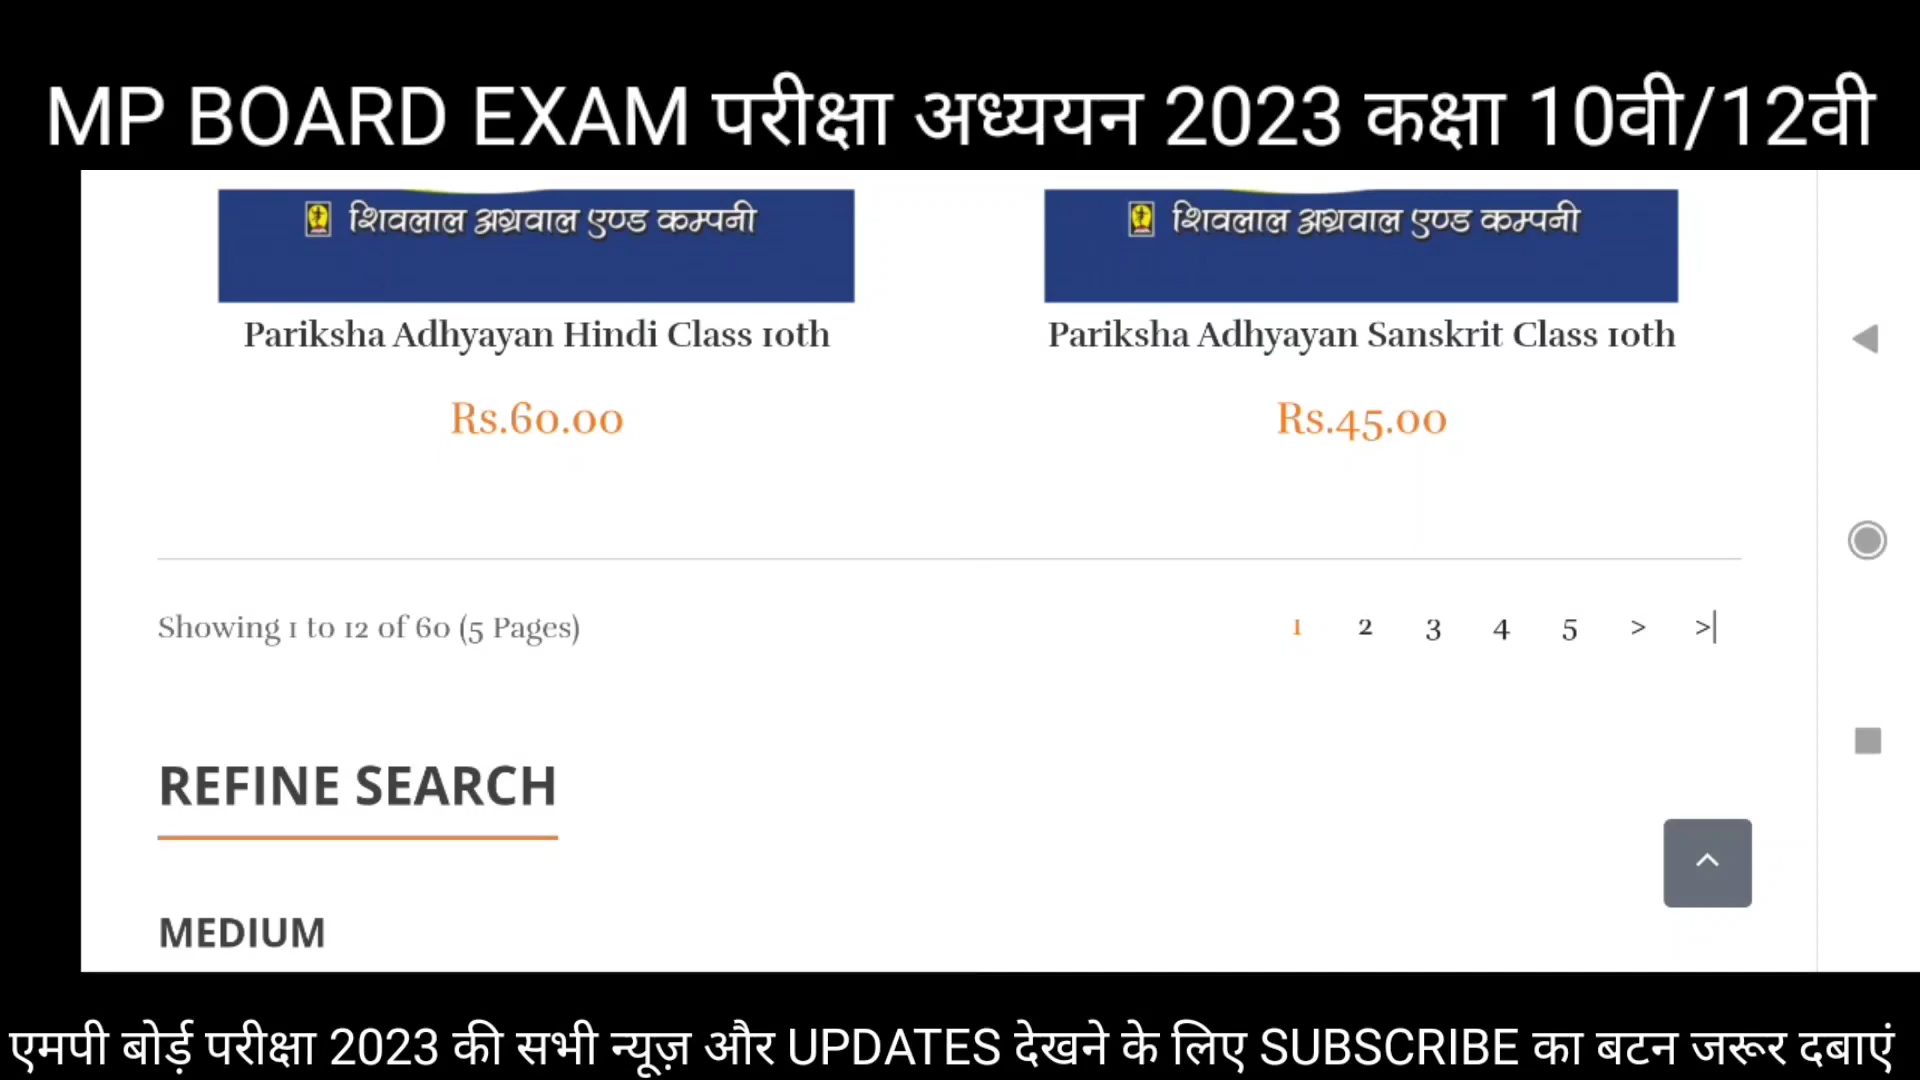 MP BOARD EXAM परीक्षा अध्ययन 2023 कक्षा 10वी/12वी
शिवलाल अग्रवाल एण्ड कम्पनी
शिवलाल अग्रवाल एण्ड कम्पनी
Pariksha Adhyayan Hindi Class 10th
Pariksha Adhyayan Sanskrit Class 10th
Rs.60.00
Rs.45.00
Showing 1 to 12 of 60 (5 Pages)
1 2 3 4 5 > >|
REFINE SEARCH
MEDIUM
एमपी बोर्ड़ परीक्षा 2023 की सभी न्यूज़ और UPDATES देखने के लिए SUBSCRIBE का बटन जरूर दबाएं